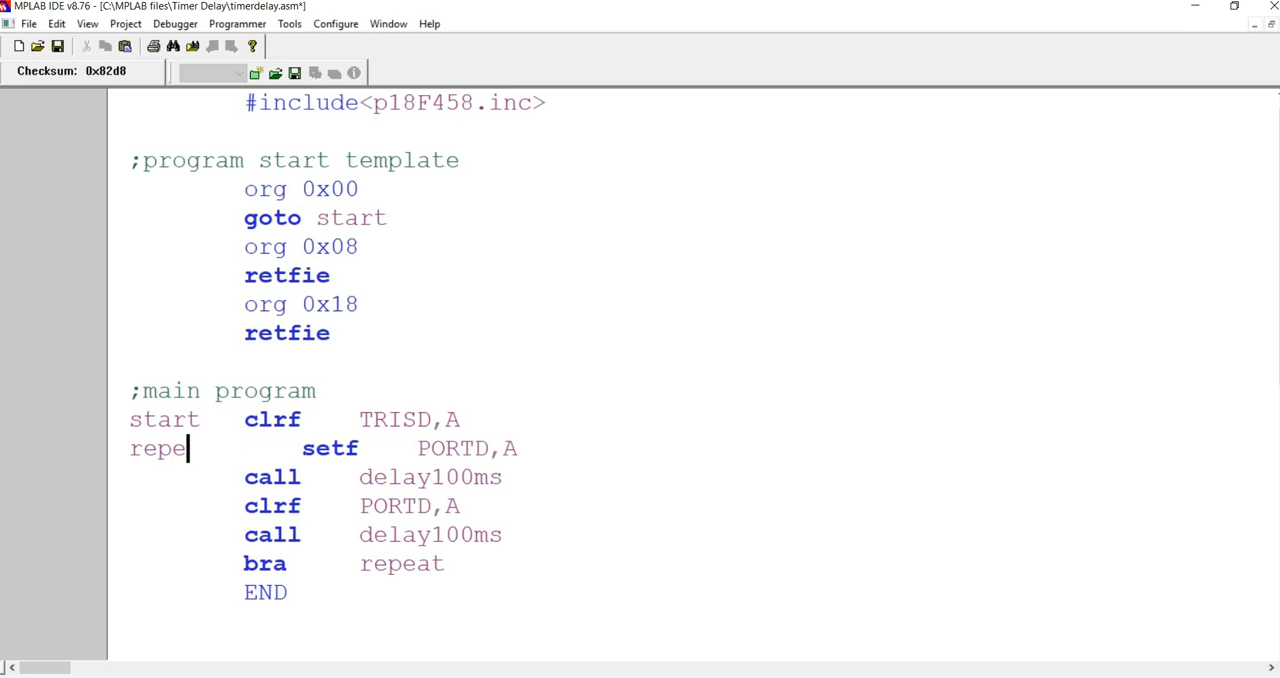 MPLAB IDE v8.76 - [C:\MPLAB files\Timer Delay\timerdelay.asm*]
File Edit View Project Debugger Programmer Tools Configure Window Help
Checksum: 0x82d8
#include<p18F458.inc>
;program start template
org 0x00
goto start
org 0x08
retfie
org 0x18
retfie
;main program
start clrf TRISD,A
repe setf PORTD,A
call delay100ms
clrf PORTD,A
call delay100ms
bra repeat
END